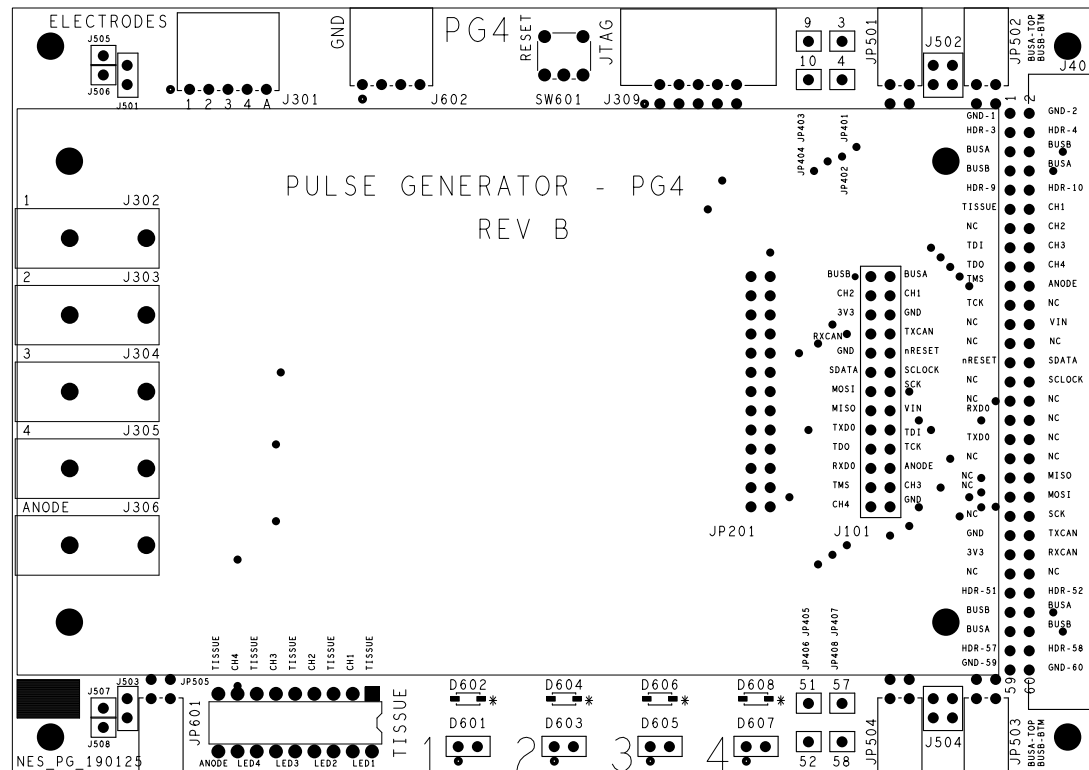 ELECTRODES
J505
J506
J501
1 2 3 4 A
J301
GND
J602
PG4
RESET
SW601
JTAG
J309
9 3
10 4
JP501
J502
JP502
BUSA-TOP
BUSB-BTM
J40
1 2
PULSE GENERATOR - PG4
REV B
JP403
JP404
JP401
JP402
1 J302
2 J303
3 J304
4 J305
ANODE J306
BUSB BUSA
CH2 CH1
3V3 GND
RXCAN TXCAN
GND nRESET
SDATA SCLOCK
MOSI SCK
MISO VIN
TXD0 TDI
TDO TCK
RXD0 ANODE
TMS CH3
CH4 GND
JP201
J101
GND-1 GND-2
HDR-3 HDR-4
BUSA BUSB
BUSB BUSA
HDR-9 HDR-10
TISSUE CH1
NC CH2
TDI CH3
TDO CH4
TMS ANODE
TCK NC
NC VIN
NC NC
nRESET SDATA
NC SCLOCK
NC NC
RXD0 NC
TXD0 NC
NC NC
NC MISO
NC MOSI
NC SCK
GND TXCAN
3V3 RXCAN
NC NC
HDR-51 HDR-52
BUSB BUSA
BUSA BUSB
HDR-57 HDR-58
GND-59 GND-60
59 60
JP405
JP406
JP407
JP408
TISSUE CH4 TISSUE CH3 TISSUE CH2 TISSUE CH1 TISSUE
J507
J508
J503
JP505
JP601
TISSUE
ANODE LED4 LED3 LED2 LED1
D602 * D604 * D606 * D608 *
1 D601 2 D603 3 D605 4 D607
51 57
52 58
JP504
J504
JP503
BUSA-TOP
BUSB-BTM
NES_PG_190125